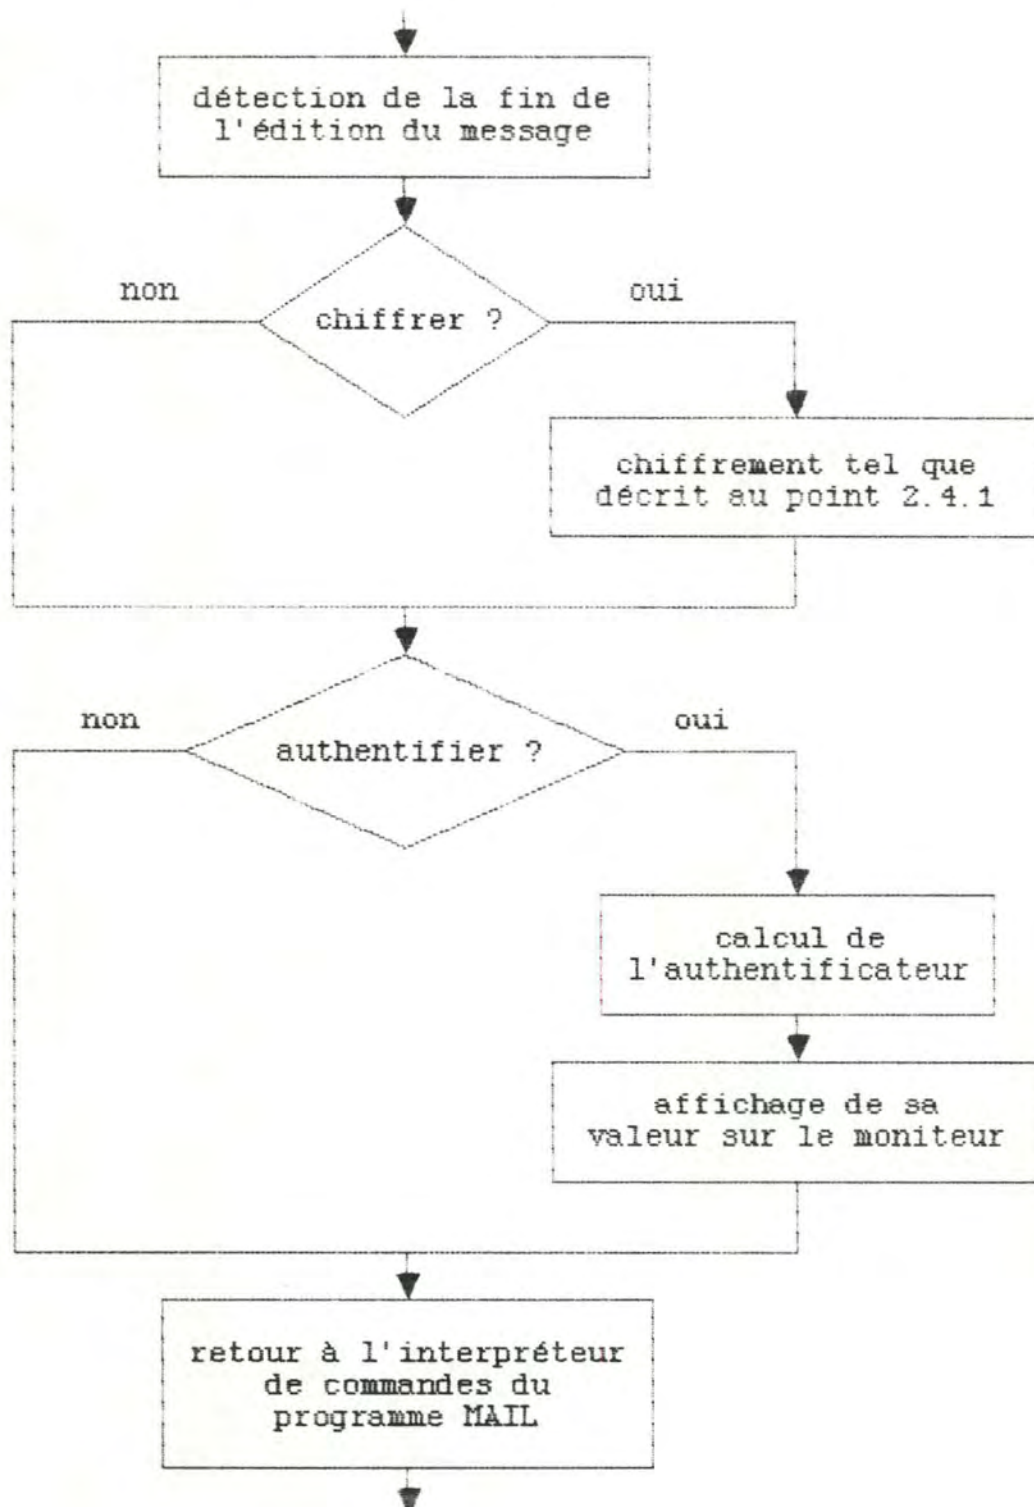 détection de la fin de
l'édition du message
non
oui
chiffrer ?
chiffrement tel que
décrit au point 2.4.1
non
oui
authentifier ?
calcul de
l'authentificateur
affichage de sa
valeur sur le moniteur
retour à l'interpréteur
de commandes du
programme MAIL